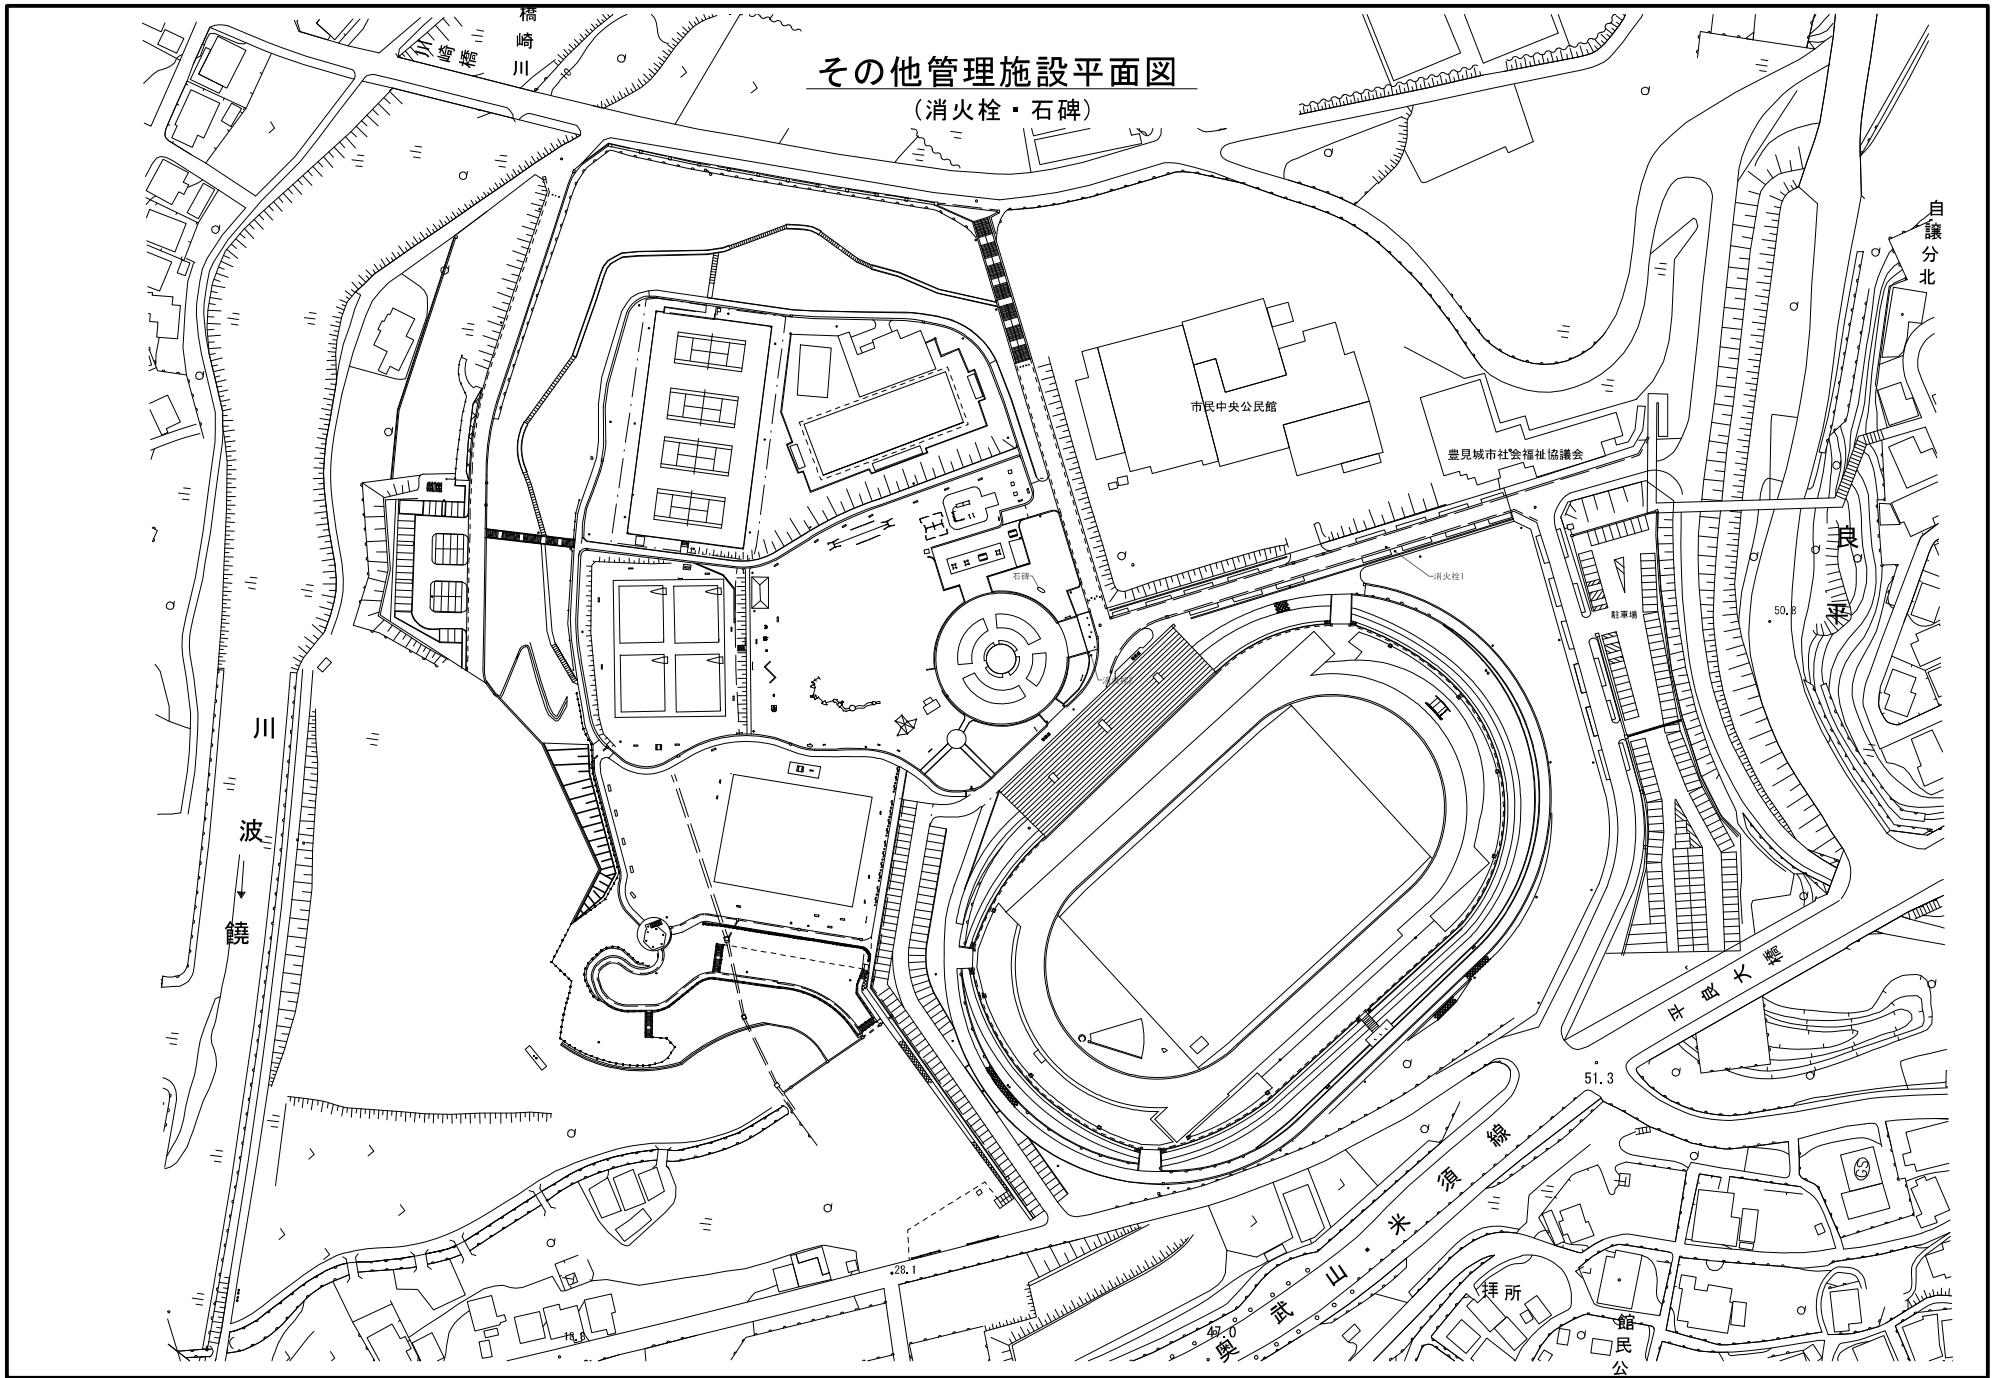 その他管理施設平面図
(消火栓・石碑)
橋
崎
川
崎
橋
10
自
譲
分
北
市民中央公民館
豊見城市社会福祉協議会
良
平
石碑
消火栓1
駐車場
50.8
川
波
饒
平良大橋
51.3
奥武山・米須線
GS
28.1
18.8
47.0
拝所
館
民
公